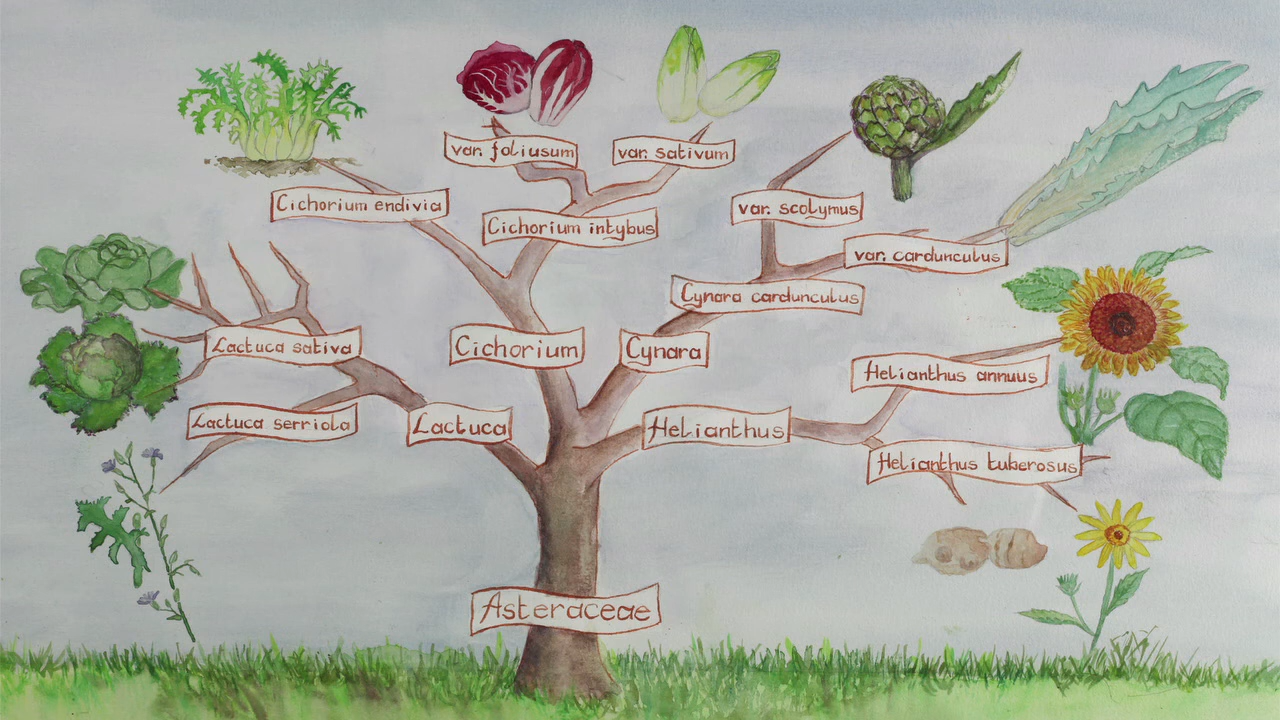 var. foliusum
var. sativum
Cichorium endivia
var. scolymus
Cichorium intybus
var. cardunculus
Cynara cardunculus
Lactuca sativa
Cichorium
Cynara
Helianthus annuus
Lactuca serriola
Lactuca
Helianthus
Helianthus tuberosus
Asteraceae